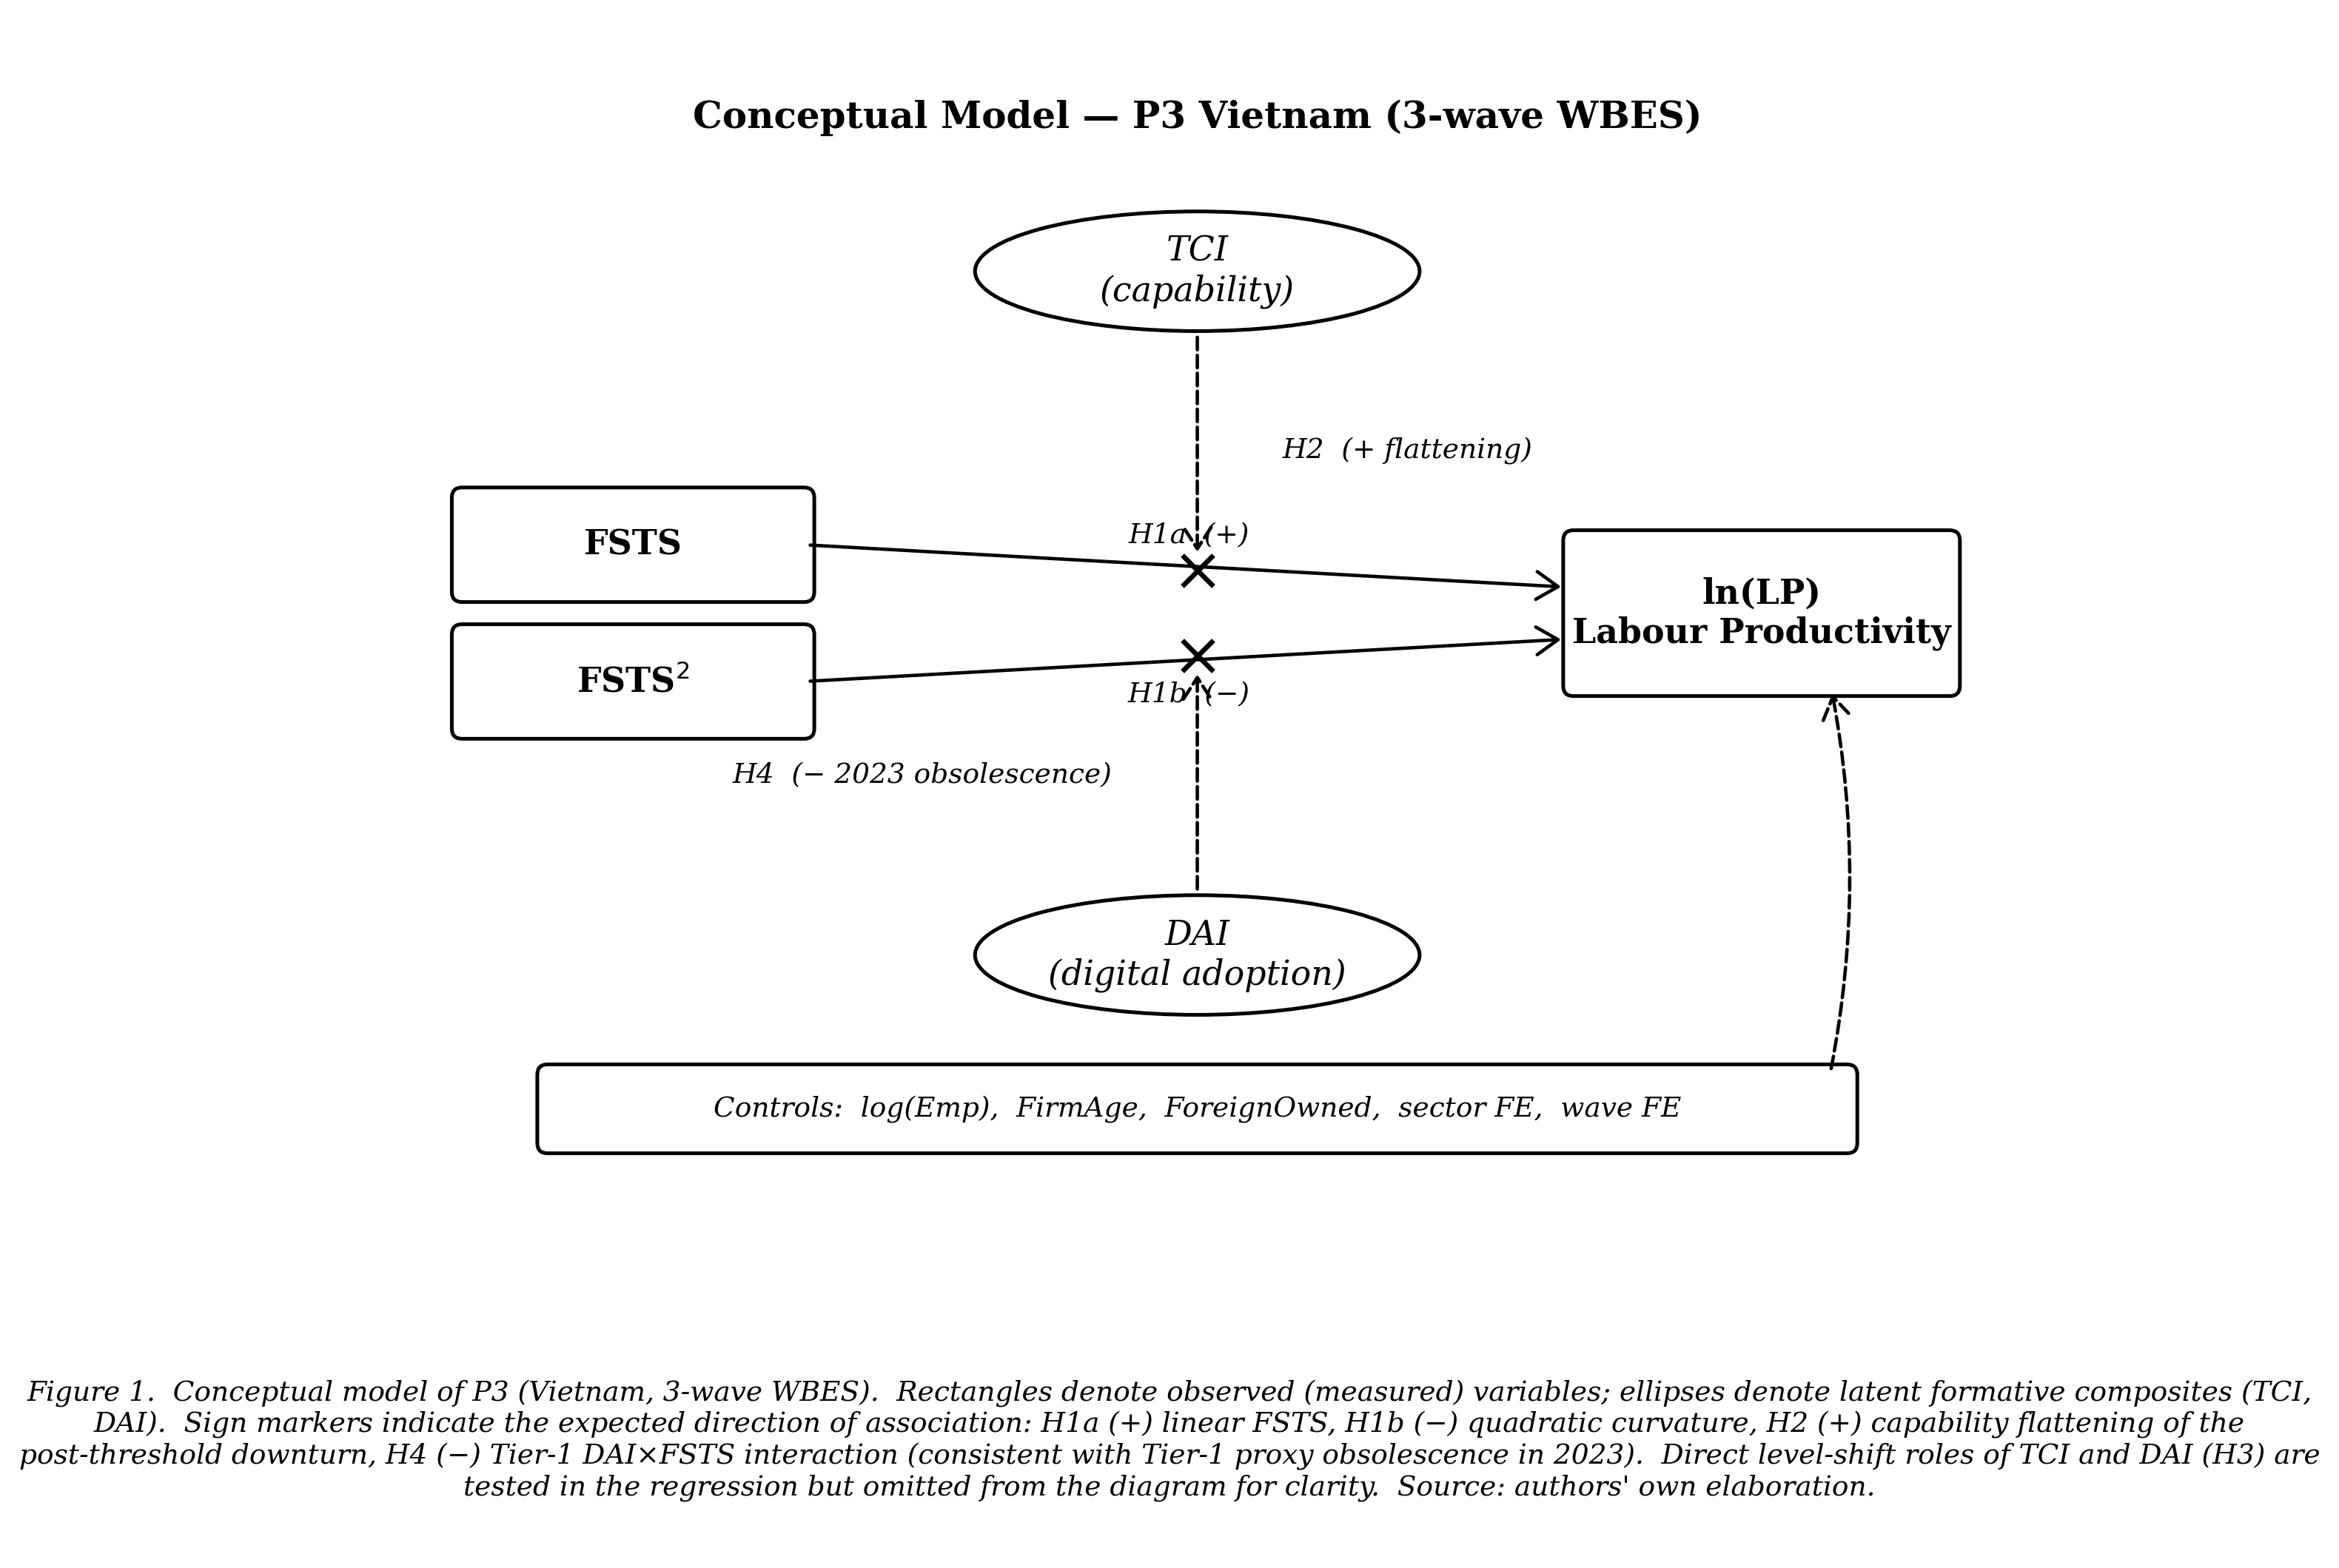 Conceptual Model — P3 Vietnam (3-wave WBES)
TCI
(capability)
H2 (+ flattening)
H1a (+)
FSTS
ln(LP)
Labour Productivity
FSTS²
H1b (−)
H4 (− 2023 obsolescence)
DAI
(digital adoption)
Controls: log(Emp), FirmAge, ForeignOwned, sector FE, wave FE
Figure 1. Conceptual model of P3 (Vietnam, 3-wave WBES). Rectangles denote observed (measured) variables; ellipses denote latent formative composites (TCI,
DAI). Sign markers indicate the expected direction of association: H1a (+) linear FSTS, H1b (−) quadratic curvature, H2 (+) capability flattening of the
post-threshold downturn, H4 (−) Tier-1 DAI×FSTS interaction (consistent with Tier-1 proxy obsolescence in 2023). Direct level-shift roles of TCI and DAI (H3) are
tested in the regression but omitted from the diagram for clarity. Source: authors' own elaboration.